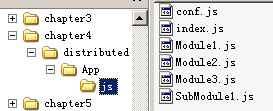 chapter3
chapter4
distributed
App
js
chapter5
conf.js
index.js
Module1.js
Module2.js
Module3.js
SubModule1.js